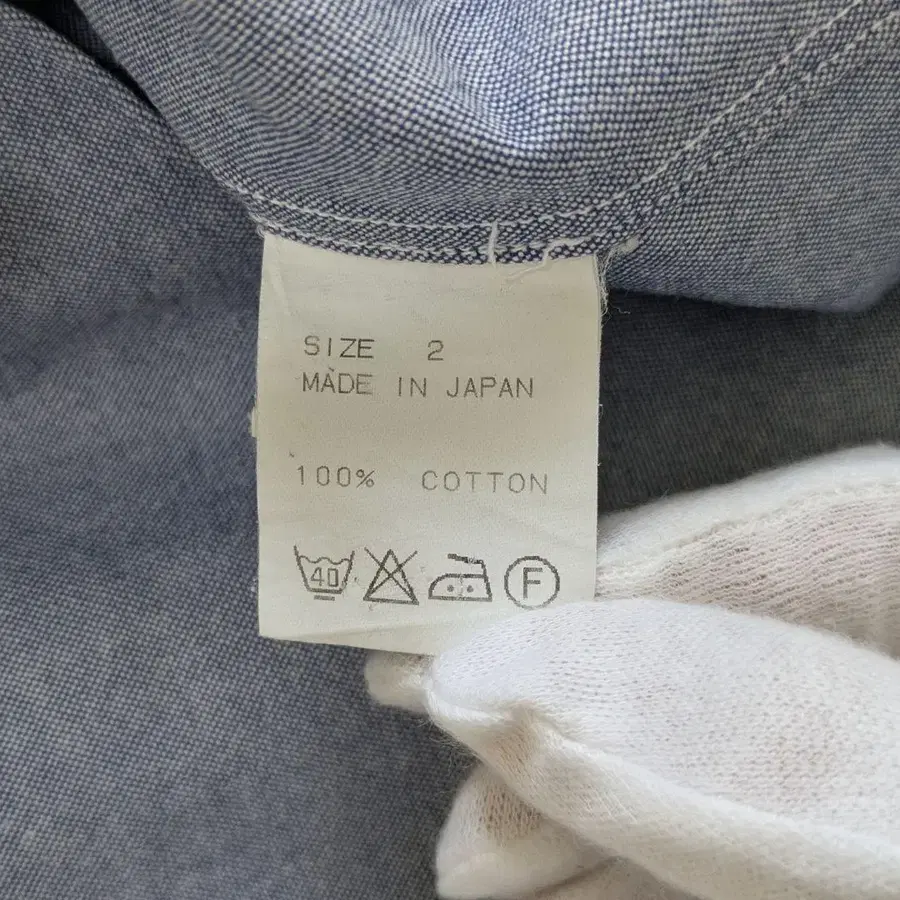 SIZE 2
MADE IN JAPAN
100% COTTON
40 F